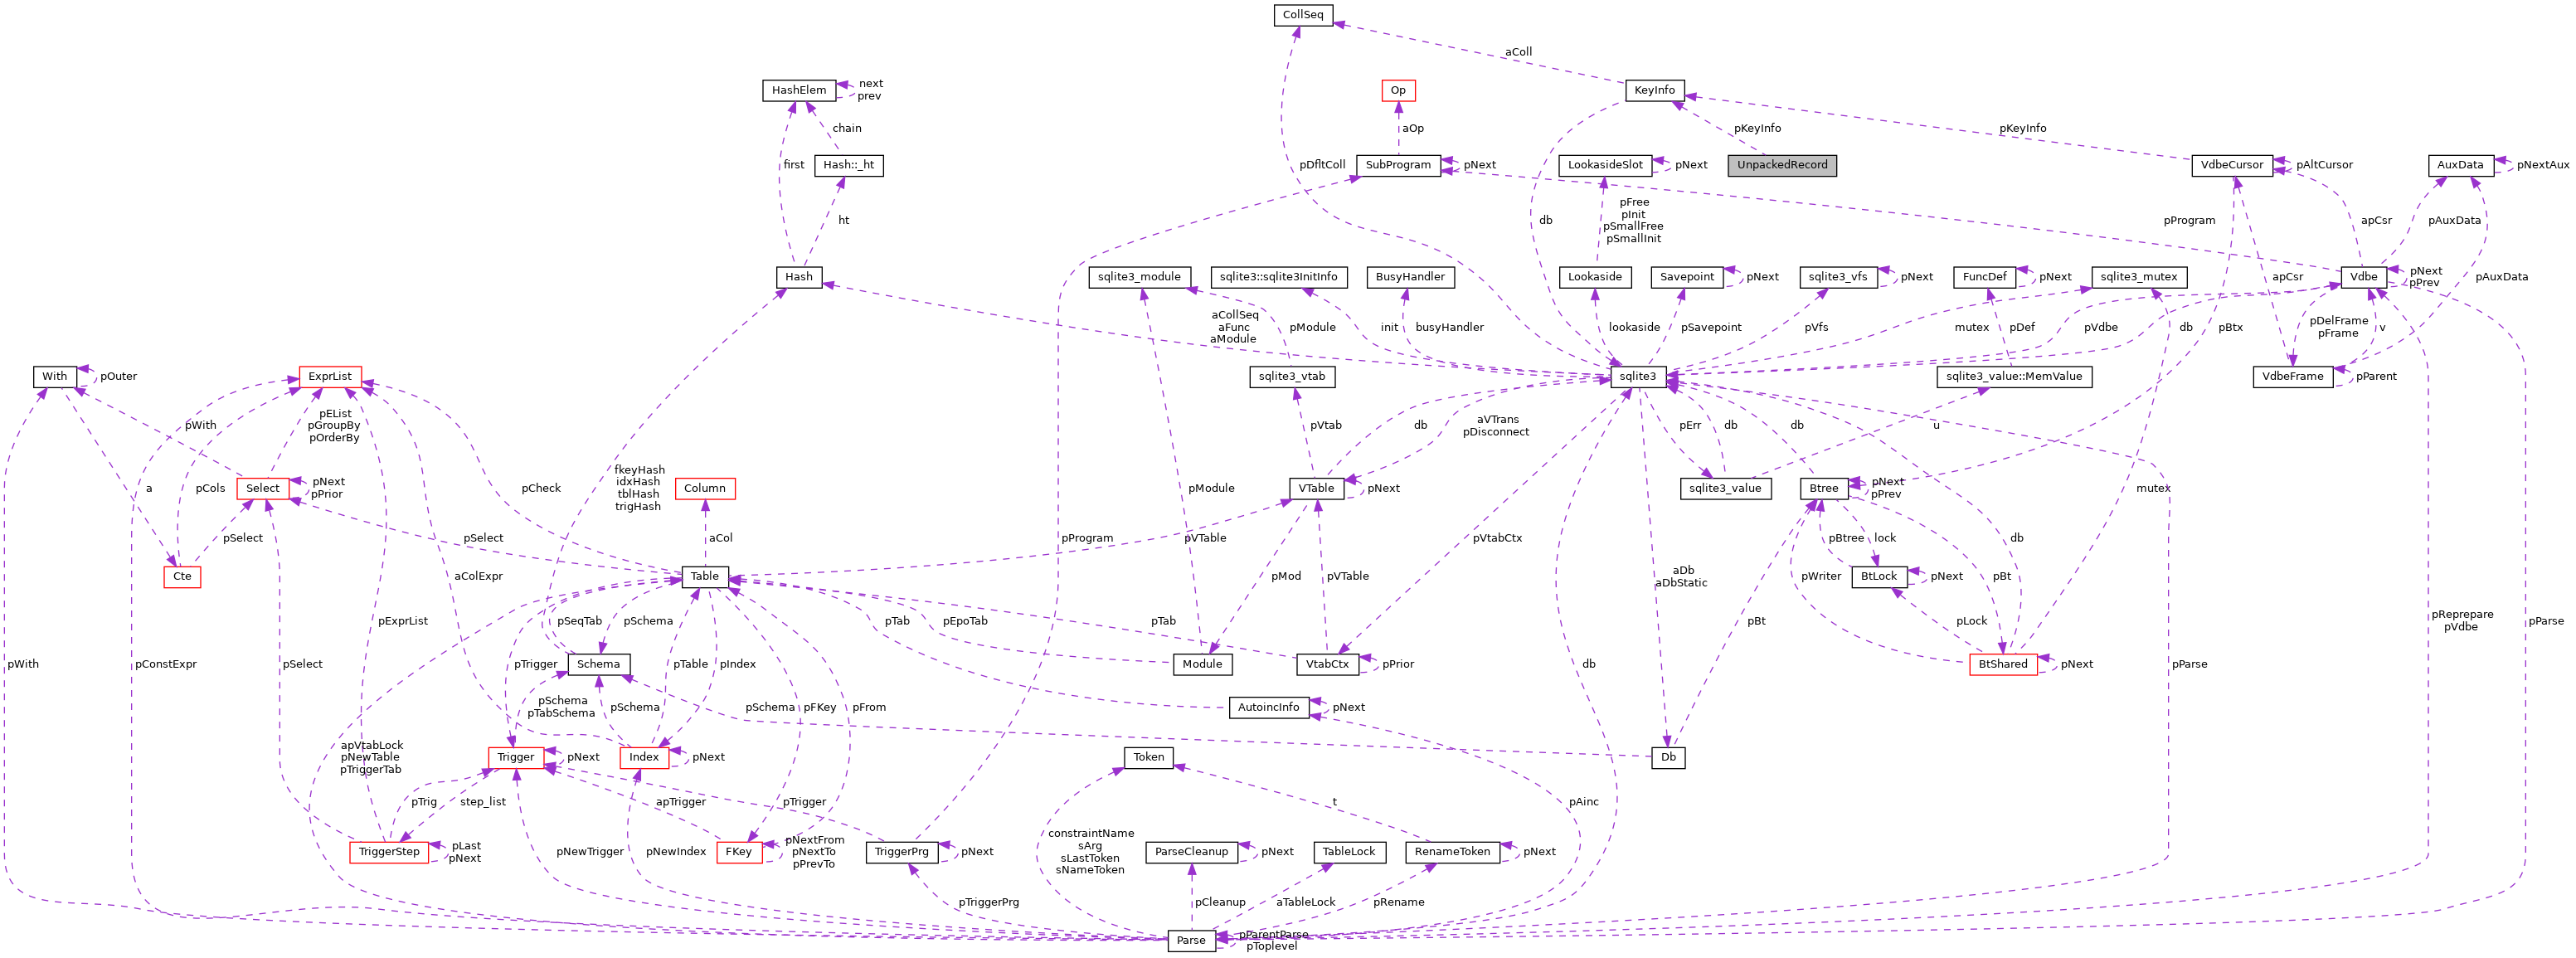 CollSeq
aColl
HashElem
next
prev
Op
KeyInfo
chain
aOp
pKeyInfo
pKeyInfo
first
Hash::_ht
pDfltColl
SubProgram
pNext
LookasideSlot
pNext
UnpackedRecord
VdbeCursor
pAltCursor
AuxData
pNextAux
ht
db
pFree
pInit
pSmallFree
pSmallInit
pProgram
apCsr
pAuxData
Hash
sqlite3_module
sqlite3::sqlite3InitInfo
BusyHandler
Lookaside
Savepoint
pNext
sqlite3_vfs
pNext
FuncDef
pNext
sqlite3_mutex
apCsr
Vdbe
pNext
pPrev
pAuxData
aCollSeq
aFunc
aModule
pModule
init
busyHandler
lookaside
pSavepoint
pVfs
mutex
pDef
pVdbe
db
pBtx
pDelFrame
pFrame
v
With
pOuter
ExprList
sqlite3_vtab
sqlite3
sqlite3_value::MemValue
VdbeFrame
pParent
pWith
pEList
pGroupBy
pOrderBy
pVtab
db
aVTrans
pDisconnect
pErr
db
db
u
a
pCols
Select
pNext
pPrior
pCheck
fkeyHash
idxHash
tblHash
trigHash
Column
pModule
VTable
pNext
sqlite3_value
Btree
pNext
pPrev
mutex
pSelect
pSelect
aCol
pProgram
pVTable
pVtabCtx
pBtree
lock
db
Cte
aColExpr
Table
pMod
pVTable
aDb
aDbStatic
pWriter
BtLock
pNext
pBt
pExprList
pSeqTab
pSchema
pTab
pEpoTab
pTab
pBt
pLock
pReprepare
pVdbe
pParse
pWith
pConstExpr
pSelect
pTrigger
Schema
pTable
pIndex
Module
VtabCtx
pPrior
db
BtShared
pNext
pParse
pSchema
pTabSchema
pSchema
pSchema
pFKey
pFrom
AutoincInfo
pNext
apVtabLock
pNewTable
pTriggerTab
Trigger
pNext
Index
pNext
Token
Db
pTrig
step_list
apTrigger
pTrigger
t
pAinc
TriggerStep
pLast
pNext
pNewTrigger
pNewIndex
FKey
pNextFrom
pNextTo
pPrevTo
TriggerPrg
pNext
constraintName
sArg
sLastToken
sNameToken
ParseCleanup
pNext
TableLock
RenameToken
pNext
pTriggerPrg
pCleanup
aTableLock
pRename
Parse
pParentParse
pToplevel